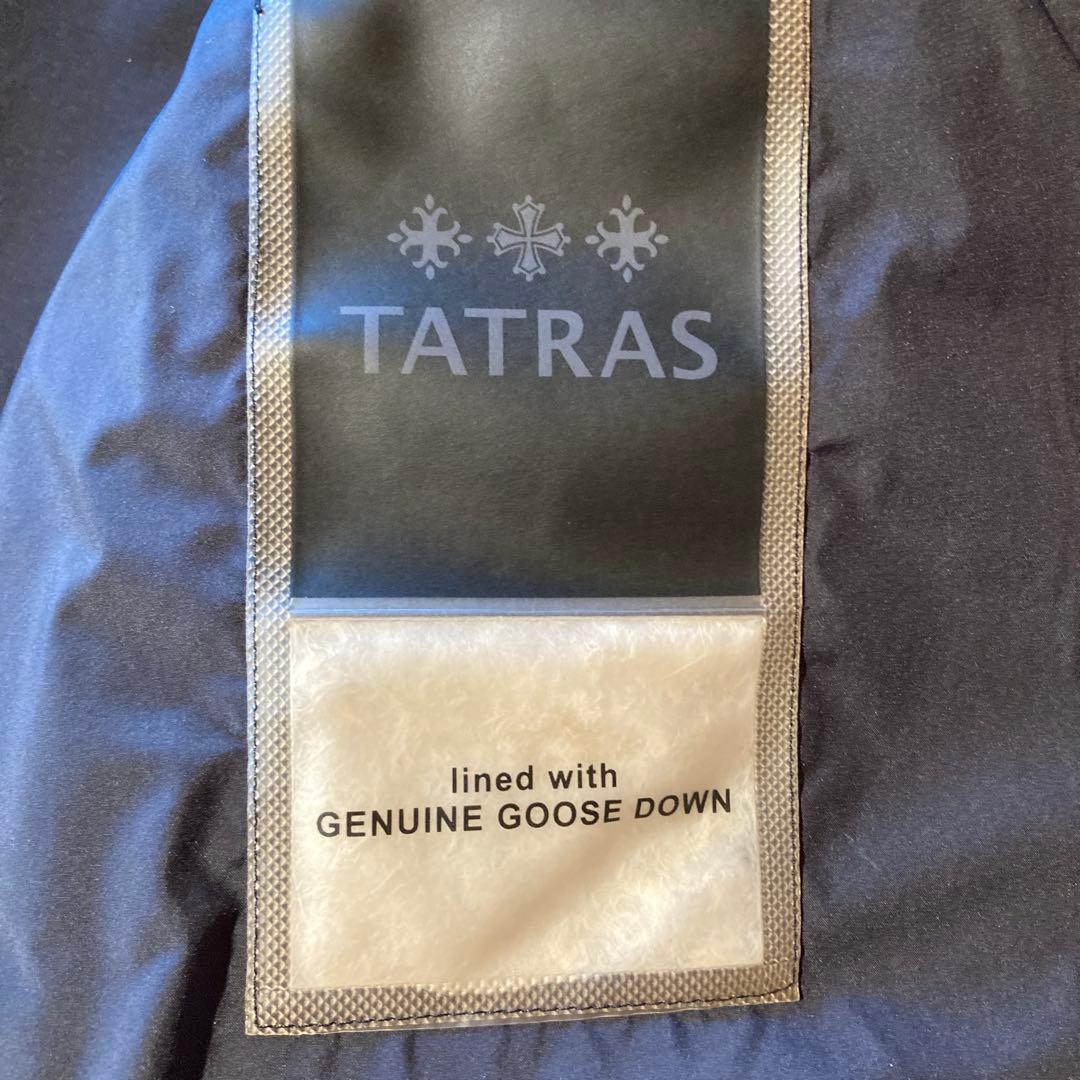 TATRAS
lined with
GENUINE GOOSE DOWN